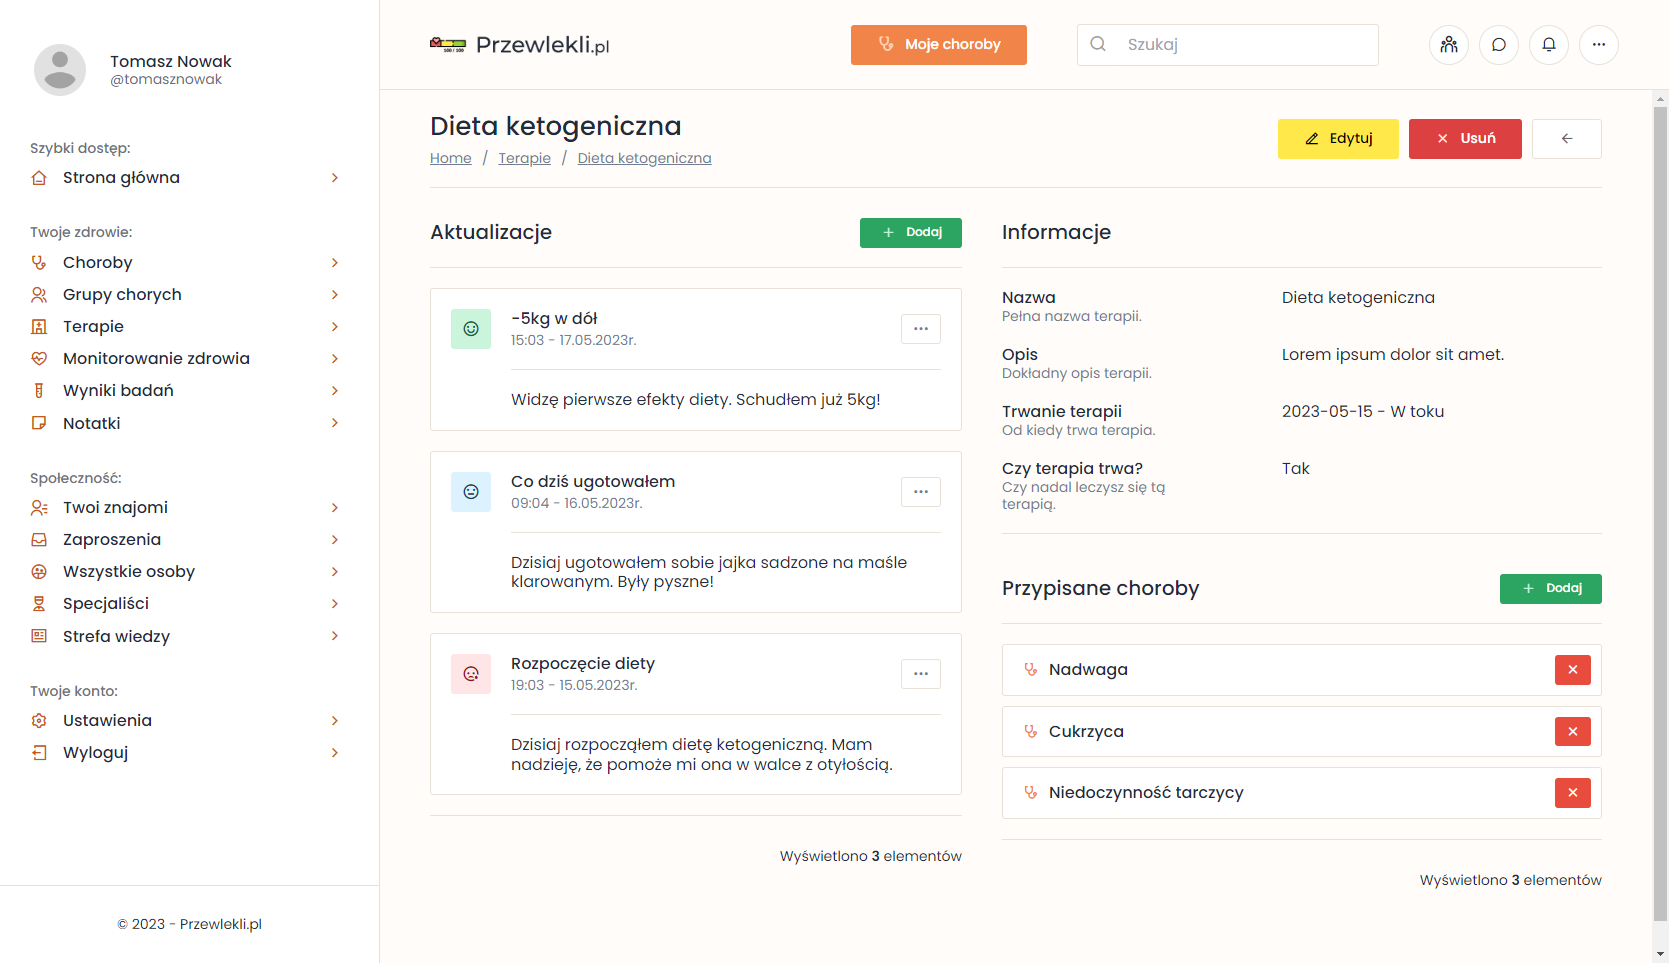 Tomasz Nowak
@tomasznowak
Szybki dostęp:
Strona główna
Twoje zdrowie:
Choroby
Grupy chorych
Terapie
Monitorowanie zdrowia
Wyniki badań
Notatki
Społeczność:
Twoi znajomi
Zaproszenia
Wszystkie osoby
Specjaliści
Strefa wiedzy
Twoje konto:
Ustawienia
Wyloguj
© 2023 - Przewlekli.pl
100 / 100
Przewlekli.pl
Moje choroby
Szukaj
Dieta ketogeniczna
Home / Terapie / Dieta ketogeniczna
Edytuj
Usuń
Aktualizacje
Dodaj
-5kg w dół
15:03 - 17.05.2023r.
Widzę pierwsze efekty diety. Schudłem już 5kg!
Co dziś ugotowałem
09:04 - 16.05.2023r.
Dzisiaj ugotowałem sobie jajka sadzone na maśle
klarowanym. Były pyszne!
Rozpoczęcie diety
19:03 - 15.05.2023r.
Dzisiaj rozpocząłem dietę ketogeniczną. Mam
nadzieję, że pomoże mi ona w walce z otyłością.
Wyświetlono 3 elementów
Informacje
Nazwa
Pełna nazwa terapii.
Dieta ketogeniczna
Opis
Dokładny opis terapii.
Lorem ipsum dolor sit amet.
Trwanie terapii
Od kiedy trwa terapia.
2023-05-15 - W toku
Czy terapia trwa?
Czy nadal leczysz się tą
terapią.
Tak
Przypisane choroby
Dodaj
Nadwaga
Cukrzyca
Niedoczynność tarczycy
Wyświetlono 3 elementów